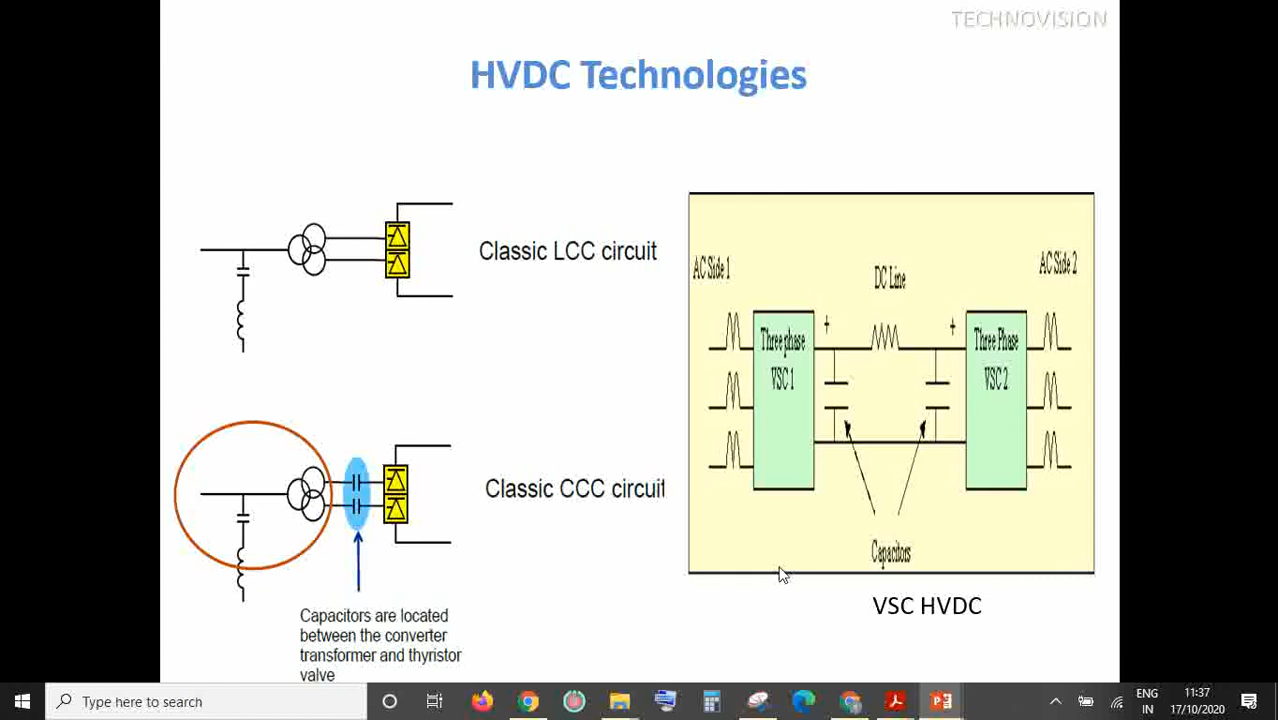 TECHNOVISION
HVDC Technologies
Classic LCC circuit
AC Side 1
DC Line
AC Side 2
+
+
Three phase
VSC 1
Three Phase
VSC 2
Capacitors
Classic CCC circuit
VSC HVDC
Capacitors are located
between the converter
transformer and thyristor
valve
Type here to search
ENG
IN
11:37
17/10/2020